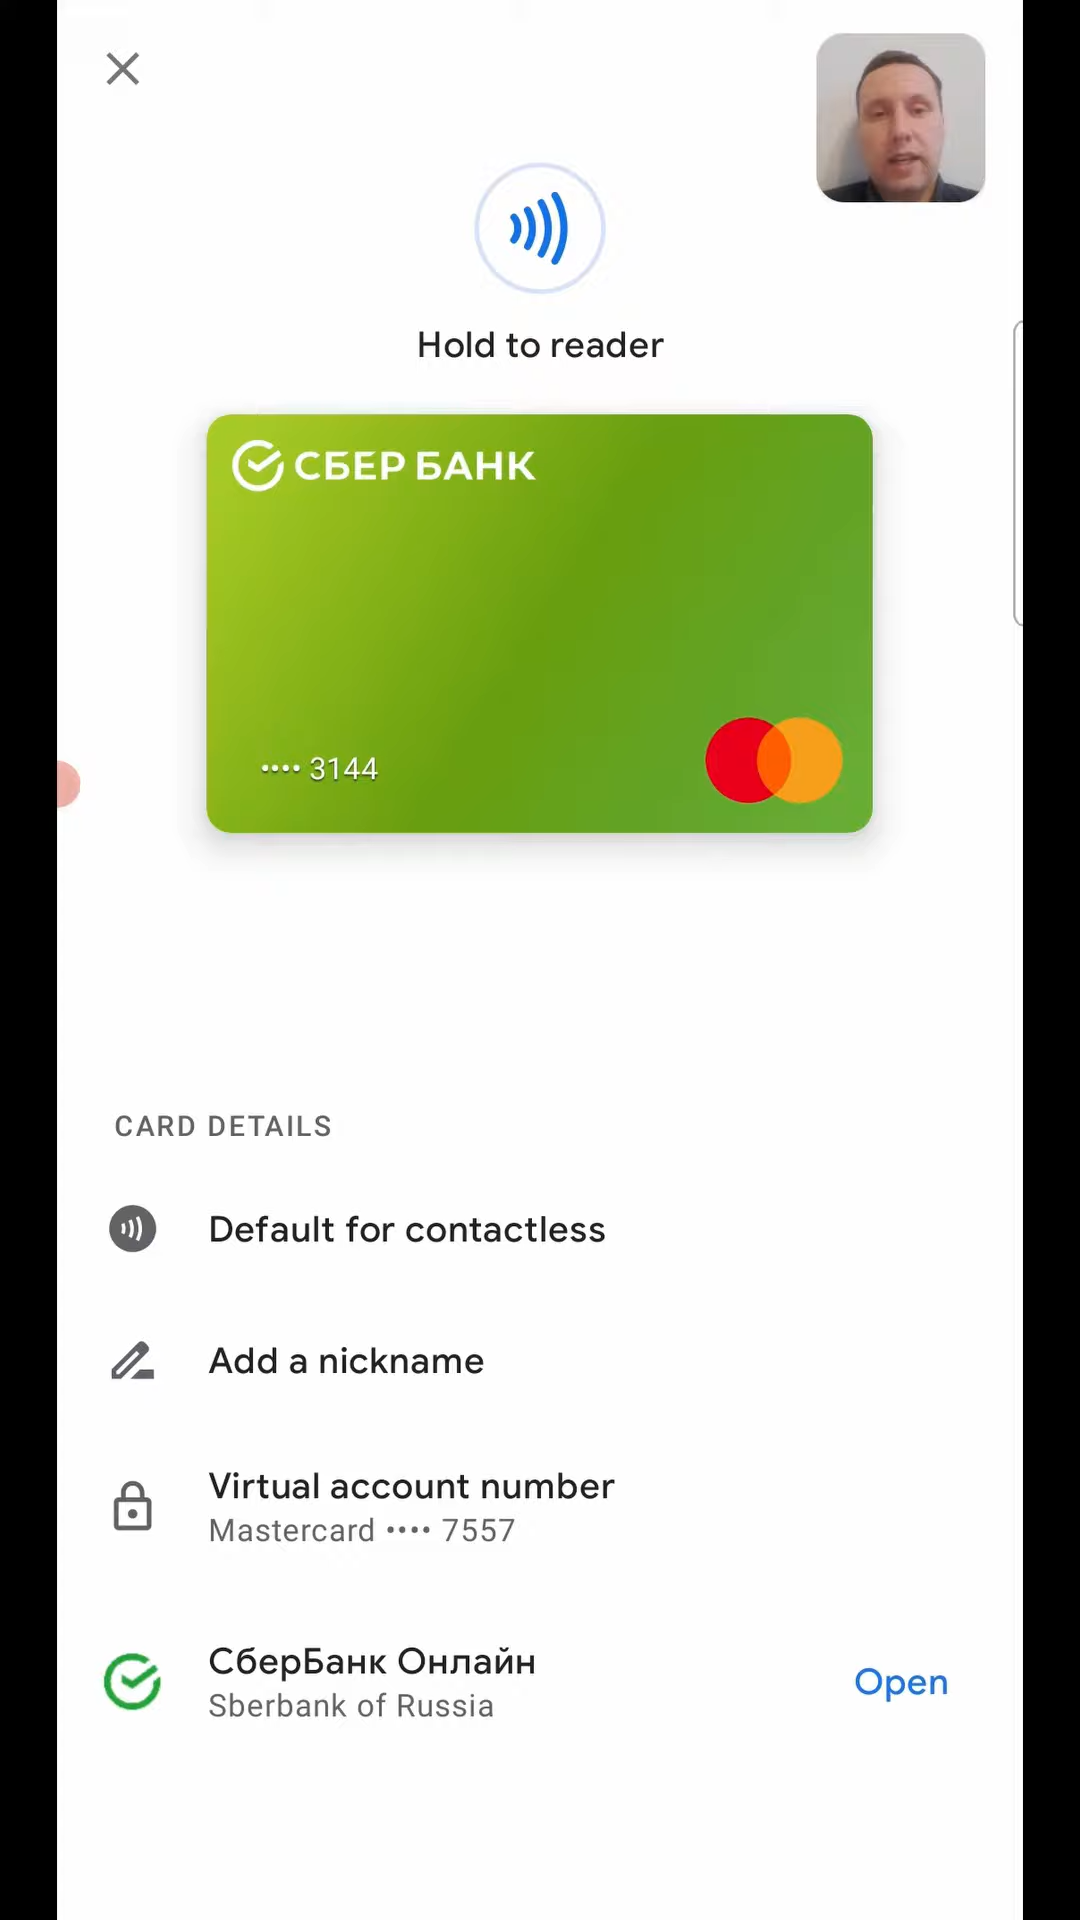 Hold to reader
СБЕР БАНК
•••• 3144
CARD DETAILS
Default for contactless
Add a nickname
Virtual account number
Mastercard •••• 7557
СберБанк Онлайн
Sberbank of Russia
Open